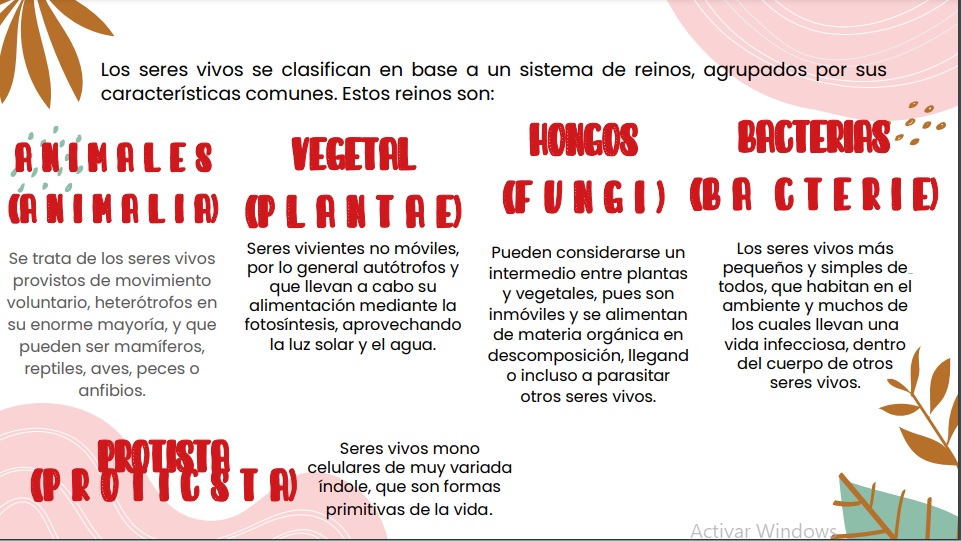 Los seres vivos se clasifican en base a un sistema de reinos, agrupados por sus
características comunes. Estos reinos son:
ANIMALES
(ANIMALIA)
Se trata de los seres vivos
provistos de movimiento
voluntario, heterótrofos en
su enorme mayoría, y que
pueden ser mamíferos,
reptiles, aves, peces o
anfibios.
VEGETAL
(PLANTAE)
Seres vivientes no móviles,
por lo general autótrofos y
que llevan a cabo su
alimentación mediante la
fotosíntesis, aprovechando
la luz solar y el agua.
HONGOS
(FUNGI)
Pueden considerarse un
intermedio entre plantas
y vegetales, pues son
inmóviles y se alimentan
de materia orgánica en
descomposición, llegand
o incluso a parasitar
otros seres vivos.
BACTERIAS
(BA CTERIE)
Los seres vivos más
pequeños y simples de
todos, que habitan en el
ambiente y muchos de
los cuales llevan una
vida infecciosa, dentro
del cuerpo de otros
seres vivos.
PROTISTA
Seres vivos mono
celulares de muy variada
índole, que son formas
primitivas de la vida.
Activar Windows